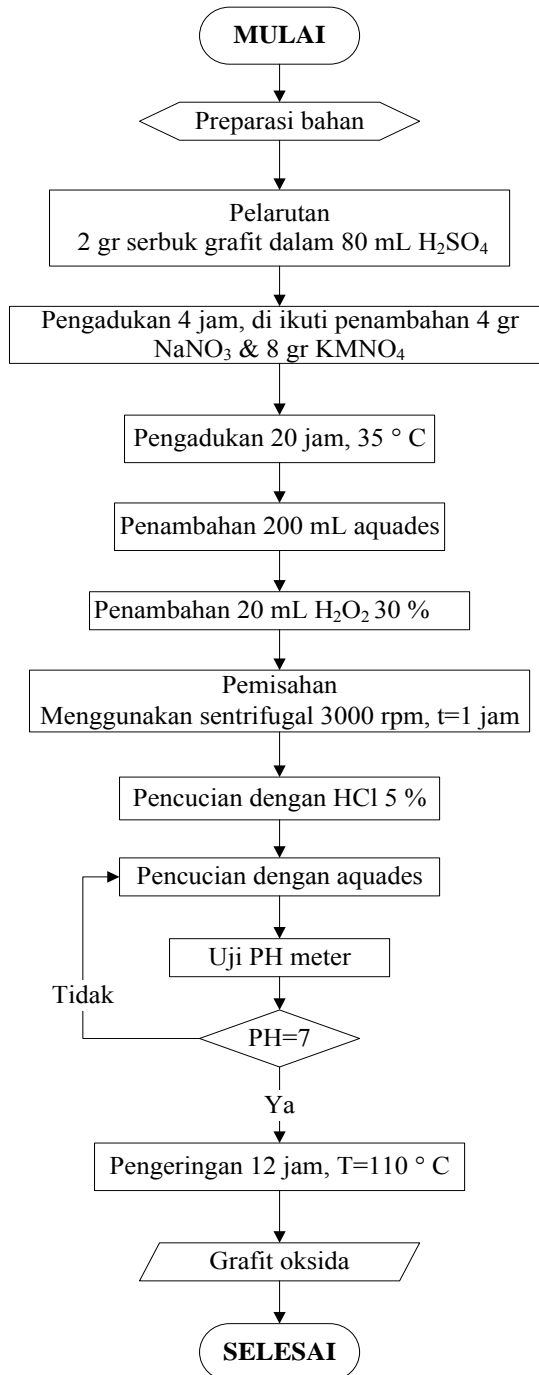 MULAI
Preparasi bahan
Pelarutan
2 gr serbuk grafit dalam 80 mL H₂SO₄
Pengadukan 4 jam, di ikuti penambahan 4 gr
NaNO₃ & 8 gr KMNO₄
Pengadukan 20 jam, 35 ° C
Penambahan 200 mL aquades
Penambahan 20 mL H₂O₂ 30 %
Pemisahan
Menggunakan sentrifugal 3000 rpm, t=1 jam
Pencucian dengan HCl 5 %
Pencucian dengan aquades
Uji PH meter
Tidak
PH=7
Ya
Pengeringan 12 jam, T=110 ° C
Grafit oksida
SELESAI